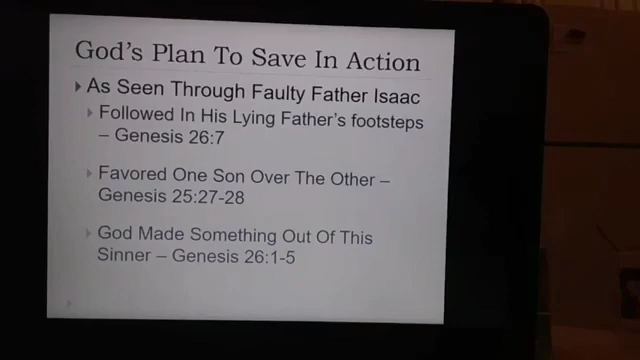 God's Plan To Save In Action
As Seen Through Faulty Father Isaac
Followed In His Lying Father's footsteps
– Genesis 26:7
Favored One Son Over The Other –
Genesis 25:27-28
God Made Something Out Of This
Sinner – Genesis 26:1-5